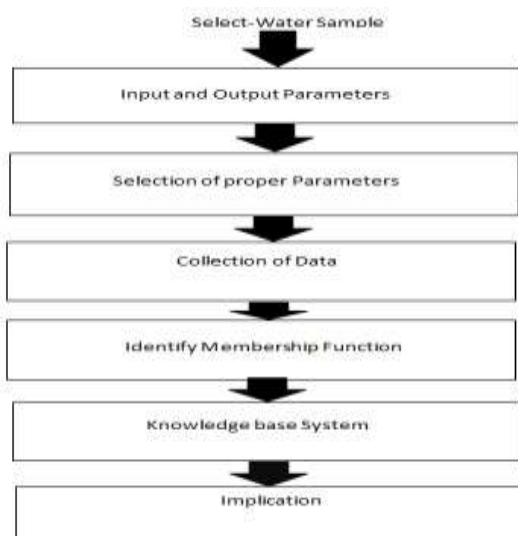 Select-Water Sample
Input and Output Parameters
Selection of proper Parameters
Collection of Data
Identify Membership Function
Knowledge base System
Implication